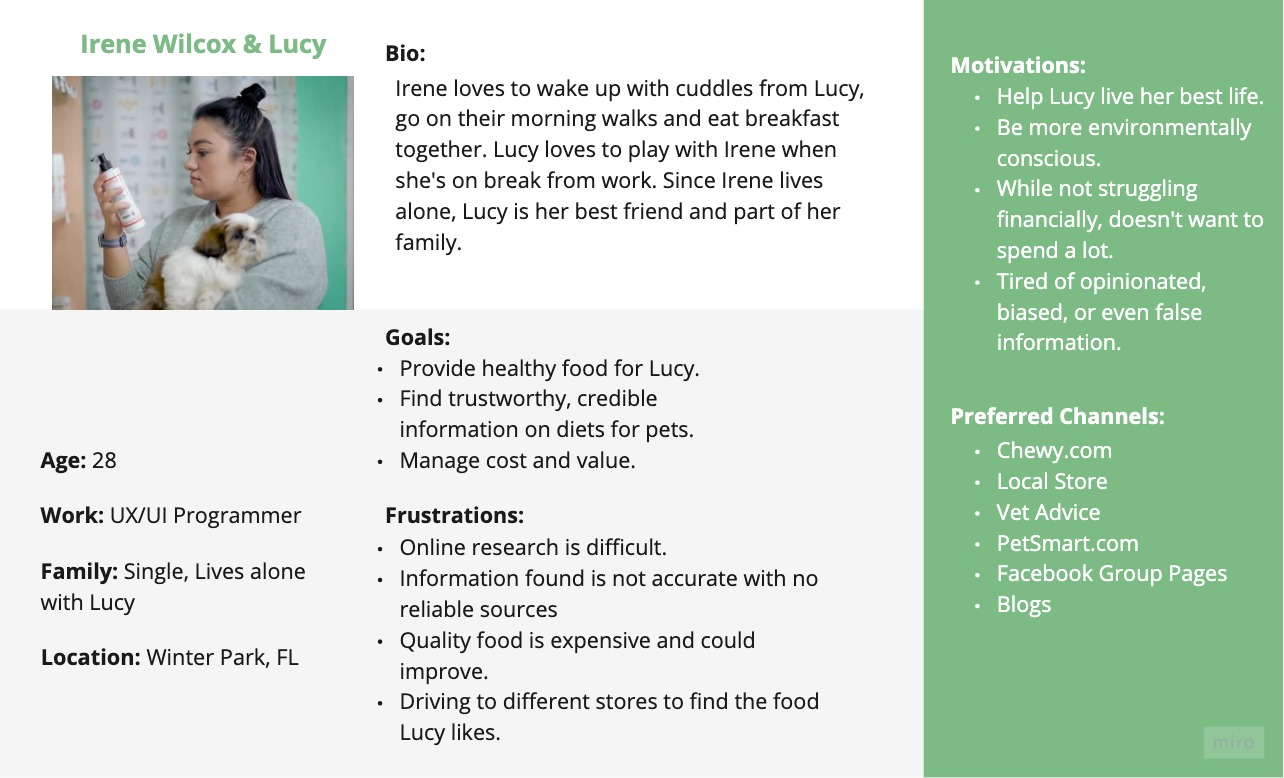 Irene Wilcox & Lucy
Bio:
Irene loves to wake up with cuddles from Lucy,
go on their morning walks and eat breakfast
together. Lucy loves to play with Irene when
she's on break from work. Since Irene lives
alone, Lucy is her best friend and part of her
family.
Age: 28
Work: UX/UI Programmer
Family: Single, Lives alone
with Lucy
Location: Winter Park, FL
Goals:
• Provide healthy food for Lucy.
• Find trustworthy, credible
information on diets for pets.
• Manage cost and value.
Frustrations:
• Online research is difficult.
• Information found is not accurate with no
reliable sources
• Quality food is expensive and could
improve.
• Driving to different stores to find the food
Lucy likes.
Motivations:
• Help Lucy live her best life.
• Be more environmentally
conscious.
• While not struggling
financially, doesn't want to
spend a lot.
• Tired of opinionated,
biased, or even false
information.
Preferred Channels:
• Chewy.com
• Local Store
• Vet Advice
• PetSmart.com
• Facebook Group Pages
• Blogs
miro